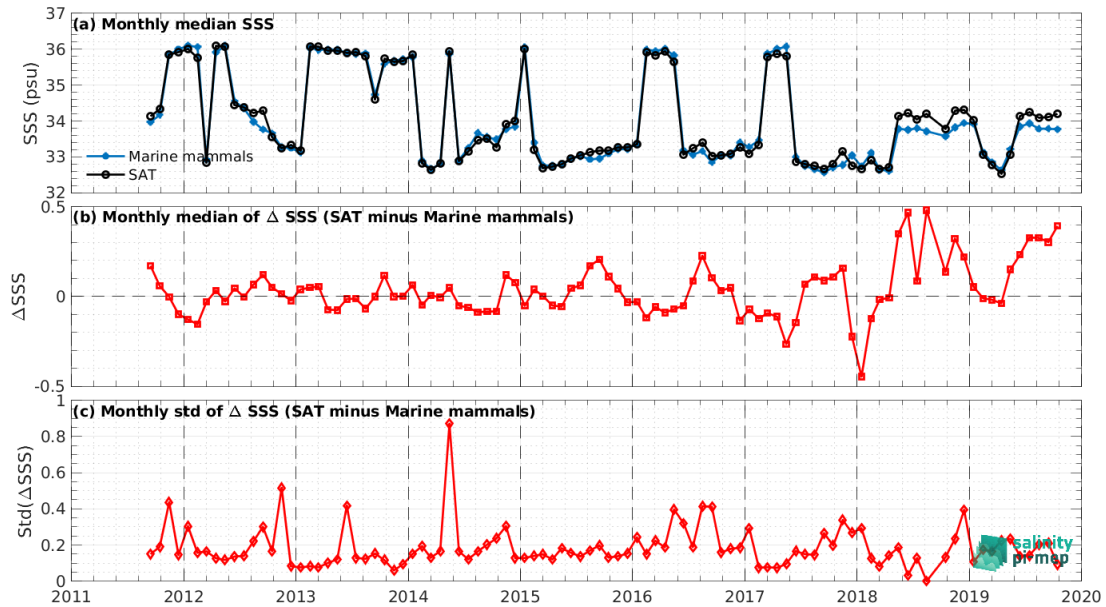 (a) Monthly median SSS
37
36
35
34
33
32
SSS (psu)
Marine mammals
SAT
(b) Monthly median of Δ SSS (SAT minus Marine mammals)
0.5
0
-0.5
ΔSSS
(c) Monthly std of Δ SSS (SAT minus Marine mammals)
1
0.8
0.6
0.4
0.2
0
Std(ΔSSS)
salinity
pi-mep
2011 2012 2013 2014 2015 2016 2017 2018 2019 2020